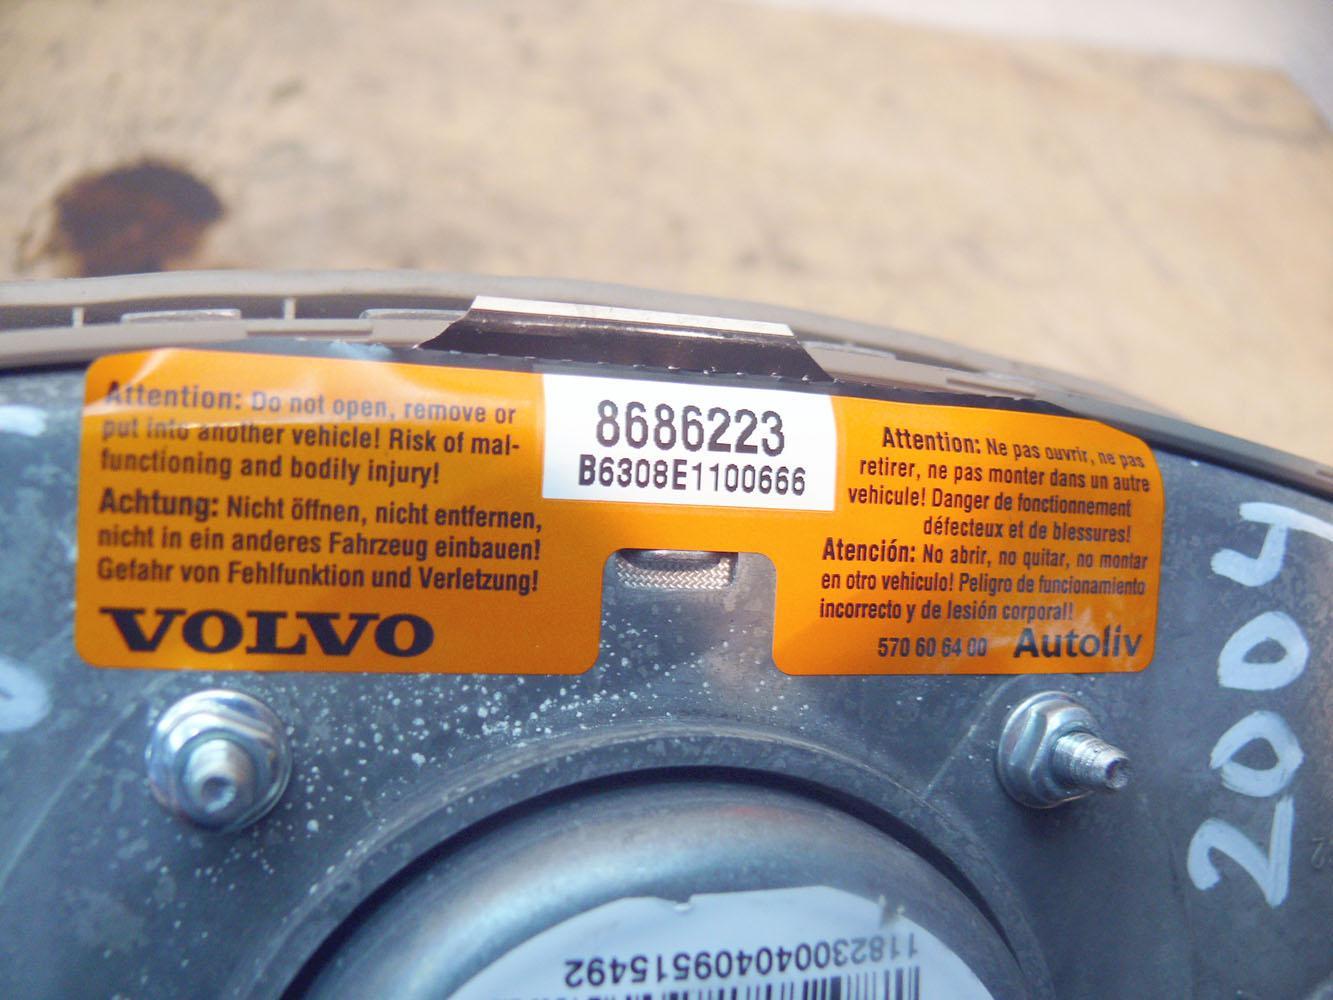 Attention: Do not open, remove or
put into another vehicle! Risk of mal-
functioning and bodily injury!
Achtung: Nicht öffnen, nicht entfernen,
nicht in ein anderes Fahrzeug einbauen!
Gefahr von Fehlfunktion und Verletzung!
VOLVO
8686223
B6308E1100666
Attention: Ne pas ouvrir, ne pas
retirer, ne pas monter dans un autre
vehicule! Danger de fonctionnement
défecteux et de blessures!
Atención: No abrir, no quitar, no montar
en otro vehiculo! Peligro de funcionamiento
incorrecto y de lesión corporal!
570 60 64 00 Autoliv
2004
118230040409515492